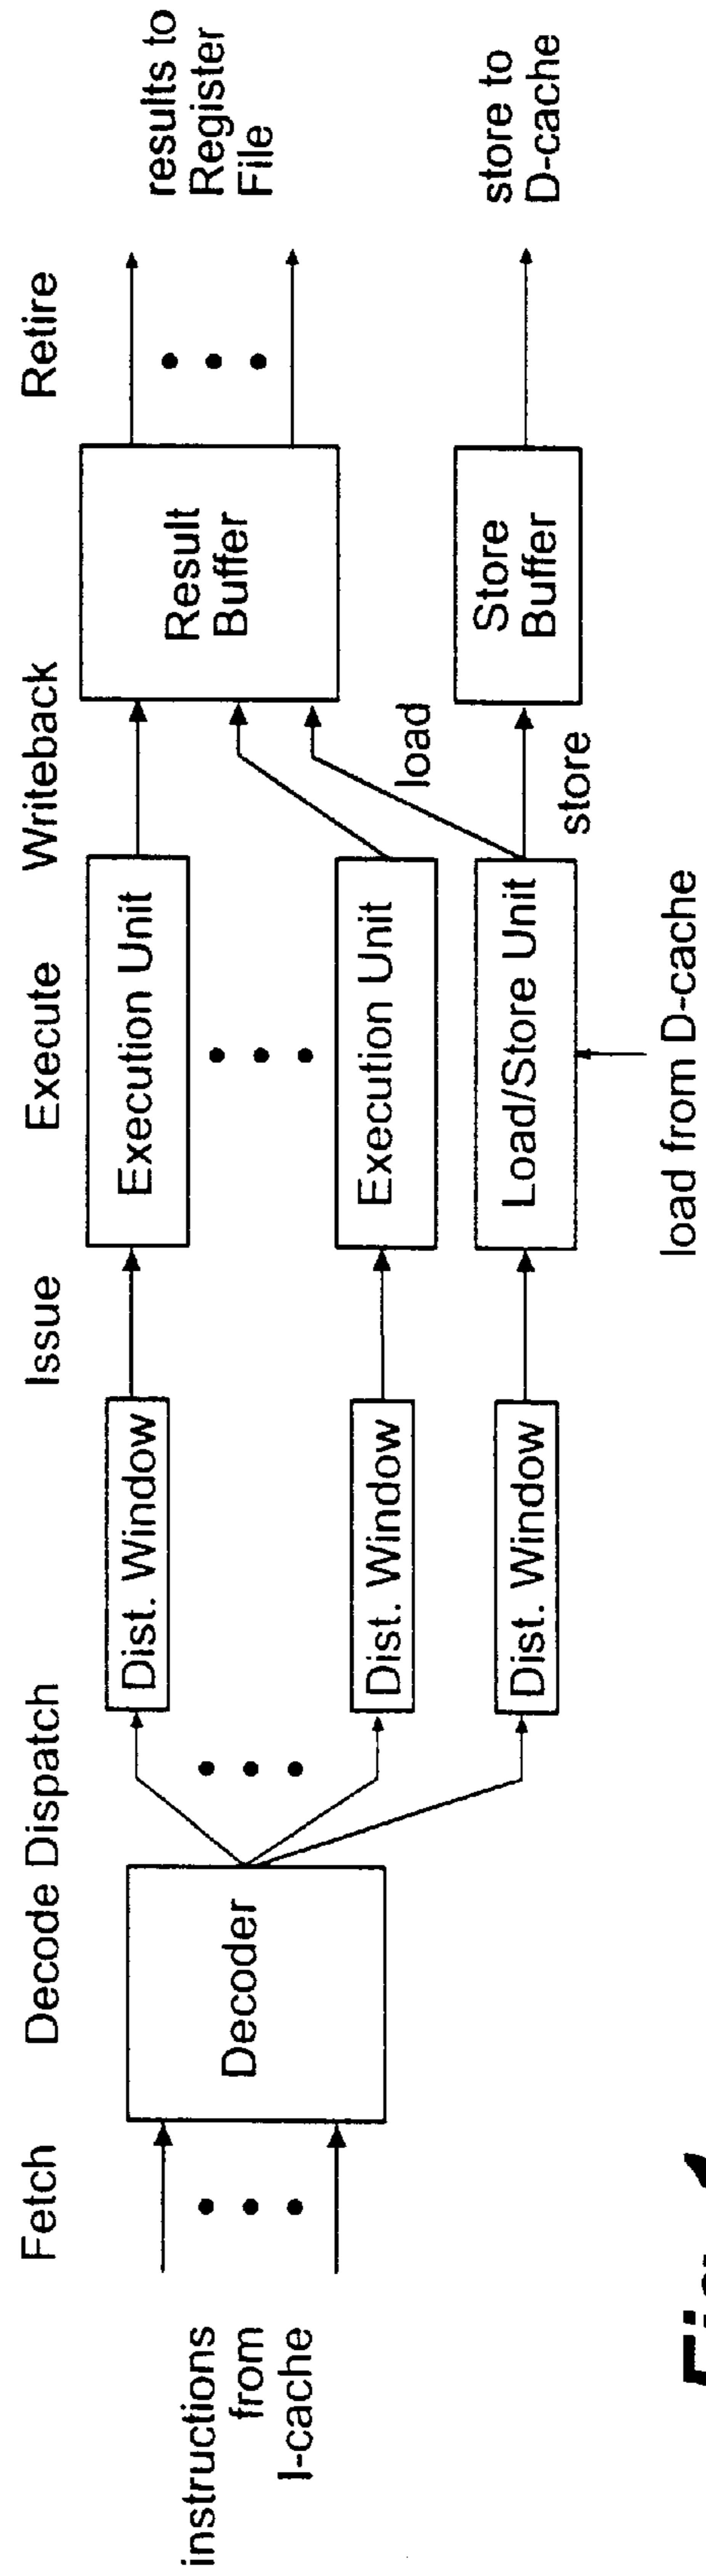 Fetch
Decode Dispatch
Issue
Execute
Writeback
Retire
instructions
from
I-cache
Decoder
Dist. Window
Dist. Window
Dist. Window
Execution Unit
Execution Unit
Load/Store Unit
load from D-cache
load
store
Result
Buffer
Store
Buffer
results to
Register
File
store to
D-cache